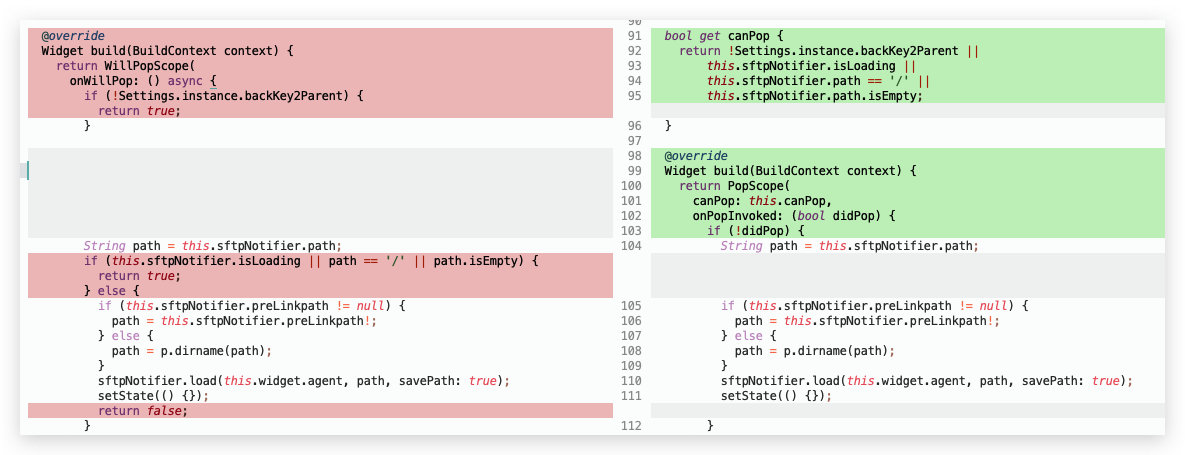 @override
Widget build(BuildContext context) {
return WillPopScope(
onWillPop: () async {
if (!Settings.instance.backKey2Parent) {
return true;
}
String path = this.sftpNotifier.path;
if (this.sftpNotifier.isLoading || path == '/' || path.isEmpty) {
return true;
} else {
if (this.sftpNotifier.preLinkpath != null) {
path = this.sftpNotifier.preLinkpath!;
} else {
path = p.dirname(path);
}
sftpNotifier.load(this.widget.agent, path, savePath: true);
setState(() {});
return false;
}
90
91 bool get canPop {
92 return !Settings.instance.backKey2Parent ||
93 this.sftpNotifier.isLoading ||
94 this.sftpNotifier.path == '/' ||
95 this.sftpNotifier.path.isEmpty;
96 }
97
98 @override
99 Widget build(BuildContext context) {
100 return PopScope(
101 canPop: this.canPop,
102 onPopInvoked: (bool didPop) {
103 if (!didPop) {
104 String path = this.sftpNotifier.path;
105 if (this.sftpNotifier.preLinkpath != null) {
106 path = this.sftpNotifier.preLinkpath!;
107 } else {
108 path = p.dirname(path);
109 }
110 sftpNotifier.load(this.widget.agent, path, savePath: true);
111 setState(() {});
112 }